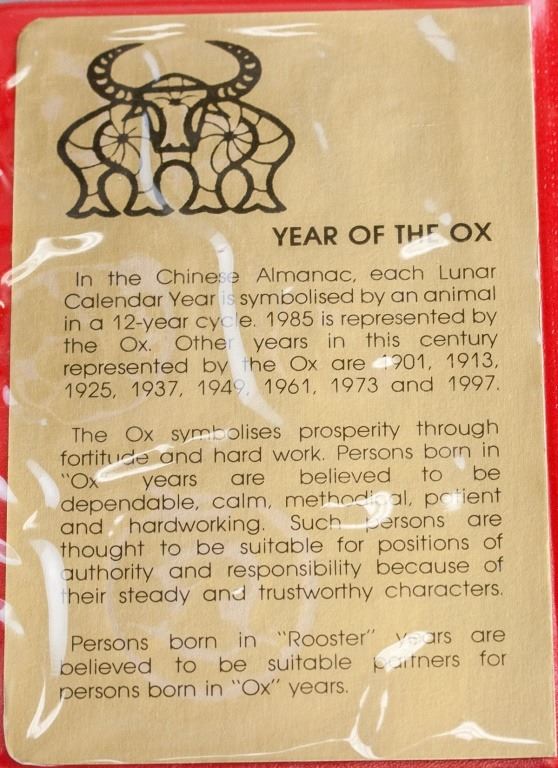 YEAR OF THE OX
In the Chinese Almanac, each Lunar
Calendar Year is symbolised by an animal
in a 12-year cycle. 1985 is represented by
the Ox. Other years in this century
represented by the Ox are 1901, 1913,
1925, 1937, 1949, 1961, 1973 and 1997.
The Ox symbolises prosperity through
fortitude and hard work. Persons born in
"Ox" years are believed to be
dependable, calm, methodical, patient
and hardworking. Such persons are
thought to be suitable for positions of
authority and responsibility because of
their steady and trustworthy characters.
Persons born in "Rooster" years are
believed to be suitable partners for
persons born in "Ox" years.